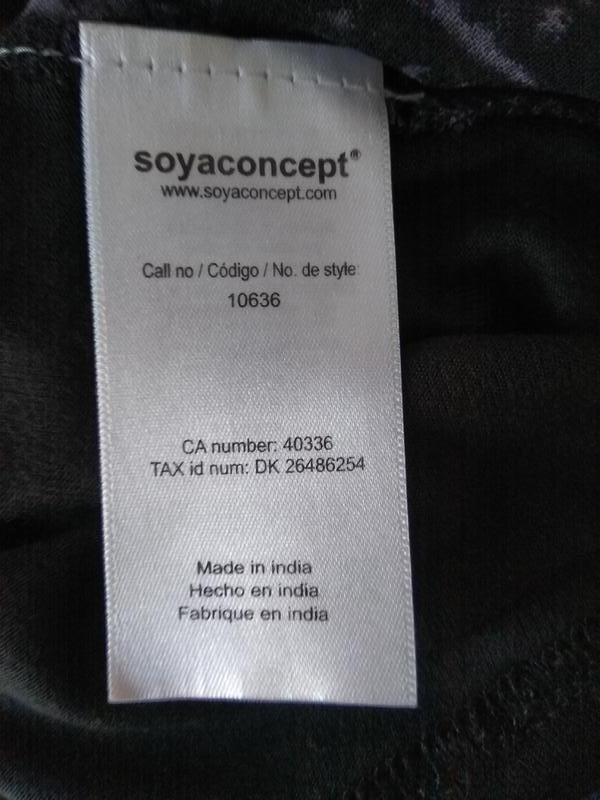 soyaconcept®
www.soyaconcept.com
Call no / Código / No. de style:
10636
CA number: 40336
TAX id num: DK 26486254
Made in india
Hecho en india
Fabrique en india